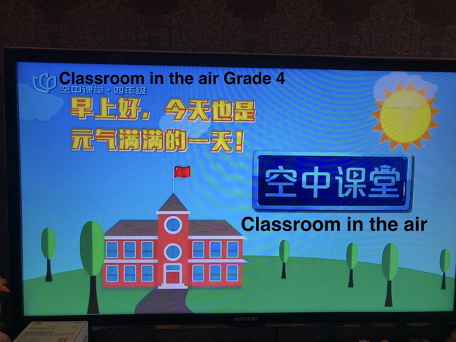 Classroom in the air Grade 4
空中课堂·四年级
早上好，今天也是
元气满满的一天！
空中课堂
Classroom in the air
SAMSUNG